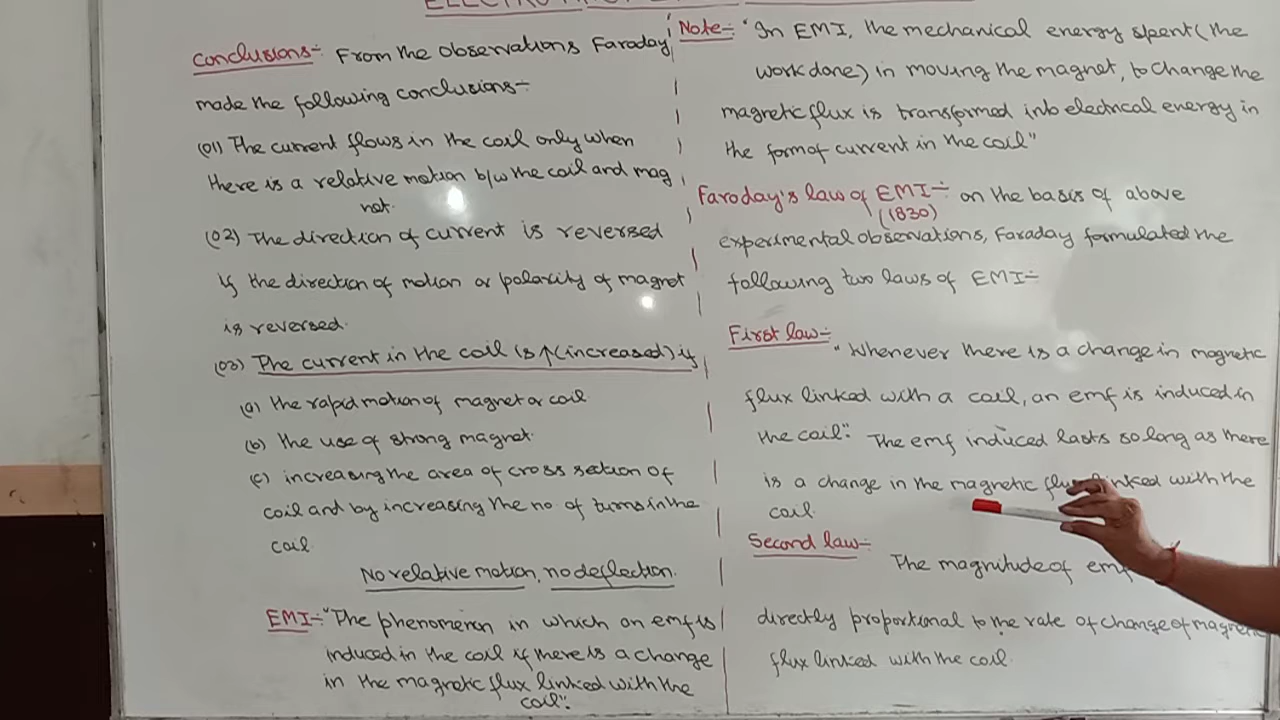 Conclusions:- From the observations Faraday
made the following conclusions:-
(01) The current flows in the coil only when
there is a relative motion b/w the coil and mag
net.
(02) The direction of current is reversed
if the direction of motion or polarity of magnet
is reversed.
(03) The current in the coil is ↑(increased) if
(a) the rapid motion of magnet or coil
(b) the use of strong magnet.
(c) increasing the area of cross section of
coil and by increasing the no. of turns in the
coil.
No relative motion, no deflection.
EMI:- "The phenomenon in which an emf is
induced in the coil if there is a change
in the magnetic flux linked with the
coil".
Note:- "In EMI, the mechanical energy spent (the
work done) in moving the magnet, to change the
magnetic flux is transformed into electrical energy in
the form of current in the coil"
Faraday's law of EMI:- on the basis of above
(1830)
experimental observations, Faraday formulated the
following two laws of EMI:-
First law:-
"Whenever there is a change in magnetic
flux linked with a coil, an emf is induced in
the coil". The emf induced lasts so long as there
is a change in the magnetic flux linked with the
coil.
Second law:-
The magnitude of emf
directly proportional to the rate of change of magnetic
flux linked with the coil.